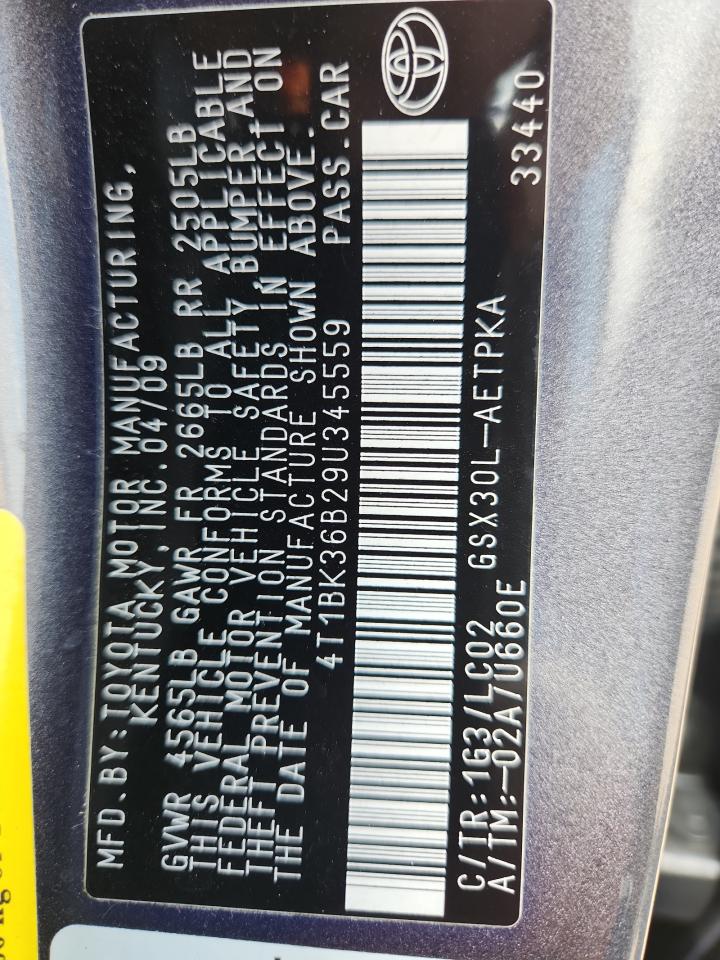 MFD.BY:TOYOTA MOTOR MANUFACTURING,
KENTUCKY, INC. 04/09
GVWR 4565LB GAWR FR 2665LB RR 2505LB
THIS VEHICLE CONFORMS TO ALL APPLICABLE
FEDERAL MOTOR VEHICLE SAFETY, BUMPER AND
THEFT PREVENTION STANDARDS IN EFFECT ON
THE DATE OF MANUFACTURE SHOWN ABOVE.
4T1BK36B29U345559 PASS.CAR
C/TR:1G3/LC02 GSX30L-AETPKA
A/TM:-02A/U660E 33440